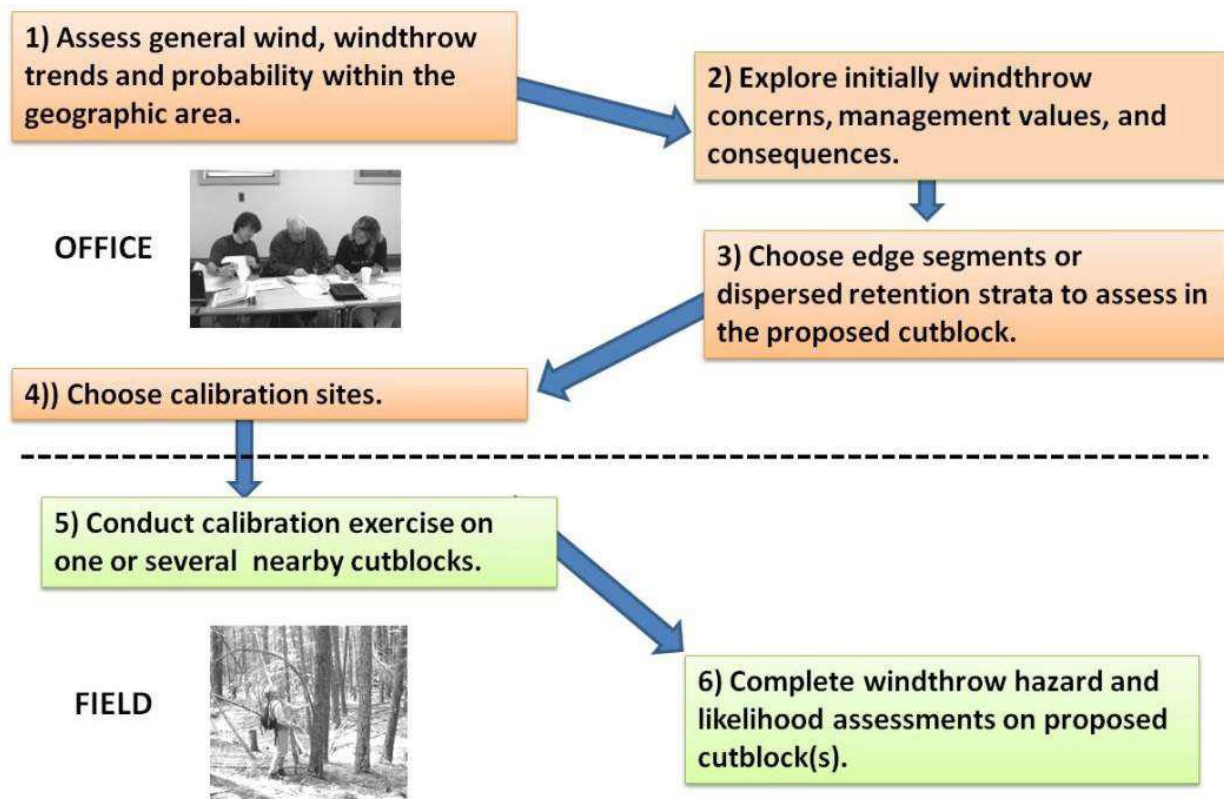 1) Assess general wind, windthrow
trends and probability within the
geographic area.
2) Explore initially windthrow
concerns, management values, and
consequences.
OFFICE
3) Choose edge segments or
dispersed retention strata to assess in
the proposed cutblock.
4)) Choose calibration sites.
5) Conduct calibration exercise on
one or several nearby cutblocks.
FIELD
6) Complete windthrow hazard and
likelihood assessments on proposed
cutblock(s).